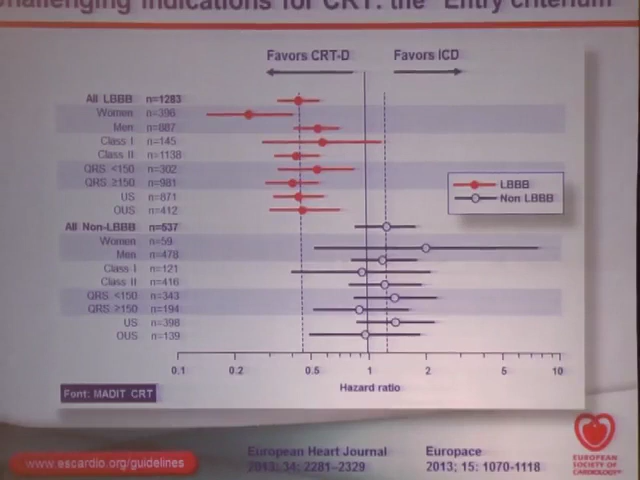 hallenging indications for CRT: the "Entry criterium"
Favors CRT-D Favors ICD
All LBBB n=1283
Women n=396
Men n=887
Class I n=145
Class II n=1138
QRS <150 n=302
QRS ≥150 n=981
US n=871
OUS n=412
LBBB
Non LBBB
All Non-LBBB n=537
Women n=59
Men n=478
Class I n=121
Class II n=416
QRS <150 n=343
QRS ≥150 n=194
US n=398
OUS n=139
0.1 0.2 0.5 1 2 5 10
Hazard ratio
Font: MADIT CRT
www.escardio.org/guidelines
European Heart Journal
2013; 34; 2281–2329
Europace
2013; 15: 1070-1118
EUROPEAN
SOCIETY OF
CARDIOLOGY